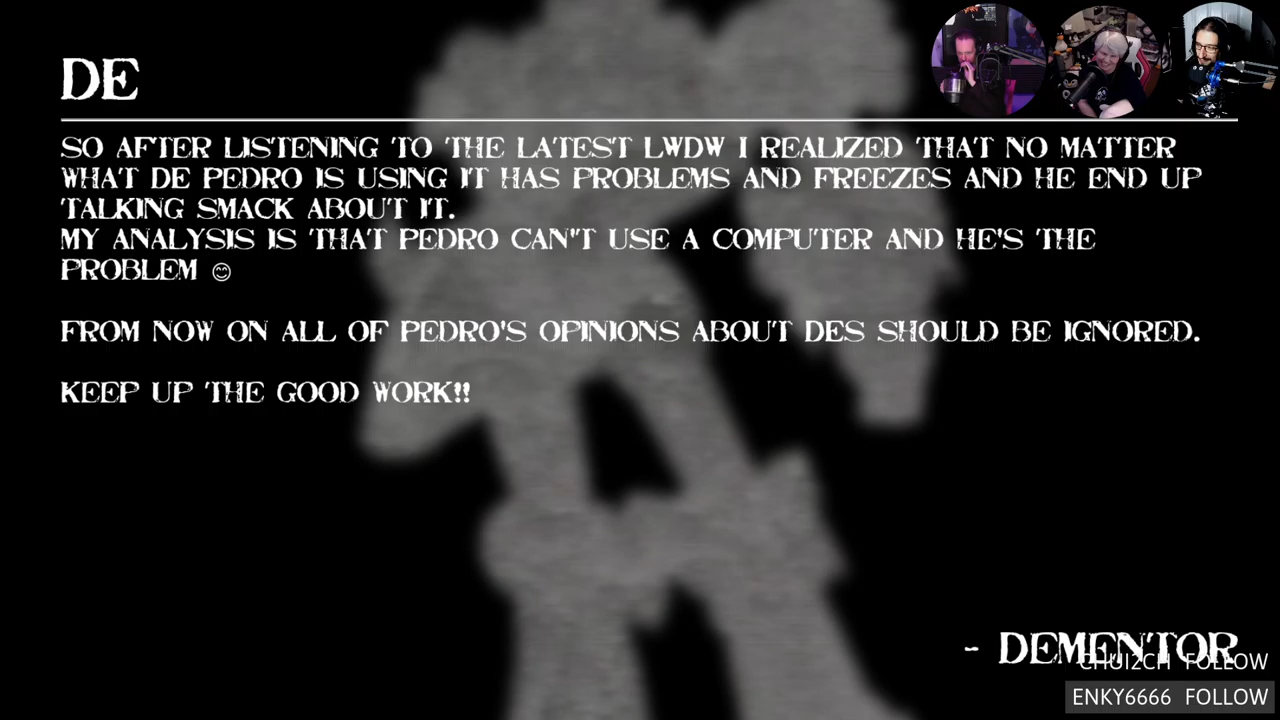 DE
SO AFTER LISTENING TO THE LATEST LWDW I REALIZED THAT NO MATTER
WHAT DE PEDRO IS USING IT HAS PROBLEMS AND FREEZES AND HE END UP
TALKING SMACK ABOUT IT.
MY ANALYSIS IS THAT PEDRO CAN"T USE A COMPUTER AND HE'S THE
PROBLEM 😊
FROM NOW ON ALL OF PEDRO'S OPINIONS ABOUT DES SHOULD BE IGNORED.
KEEP UP THE GOOD WORK!!
- DEMENTOR
CHUIZCH FOLLOW
ENKY6666 FOLLOW